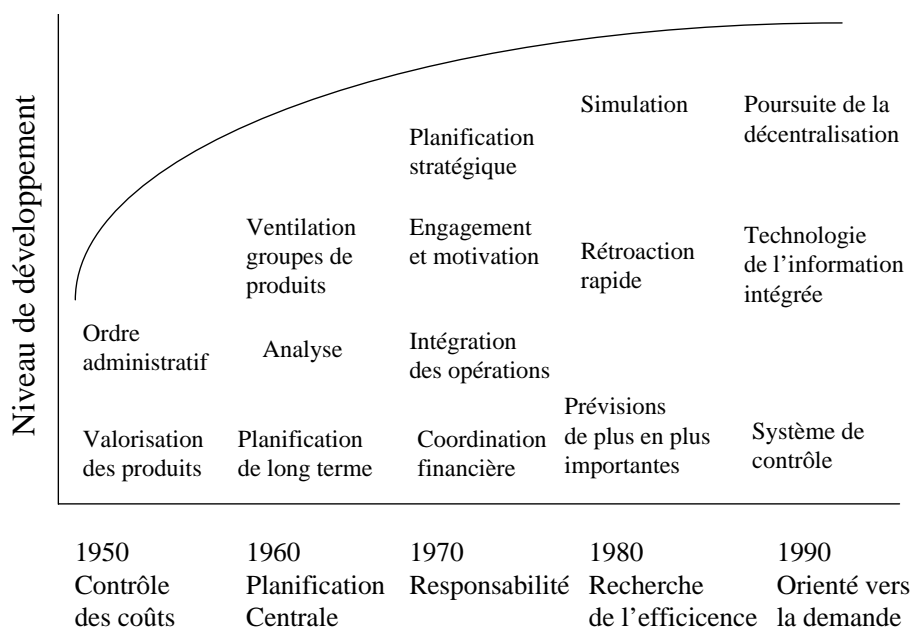 Niveau de développement
Simulation
Poursuite de la
décentralisation
Planification
stratégique
Ventilation
groupes de
produits
Engagement
et motivation
Rétroaction
rapide
Technologie
de l’information
intégrée
Ordre
administratif
Analyse
Intégration
des opérations
Valorisation
des produits
Planification
de long terme
Coordination
financière
Prévisions
de plus en plus
importantes
Système de
contrôle
1950
Contrôle
des coûts
1960
Planification
Centrale
1970
Responsabilité
1980
Recherche
de l’efficicence
1990
Orienté vers
la demande